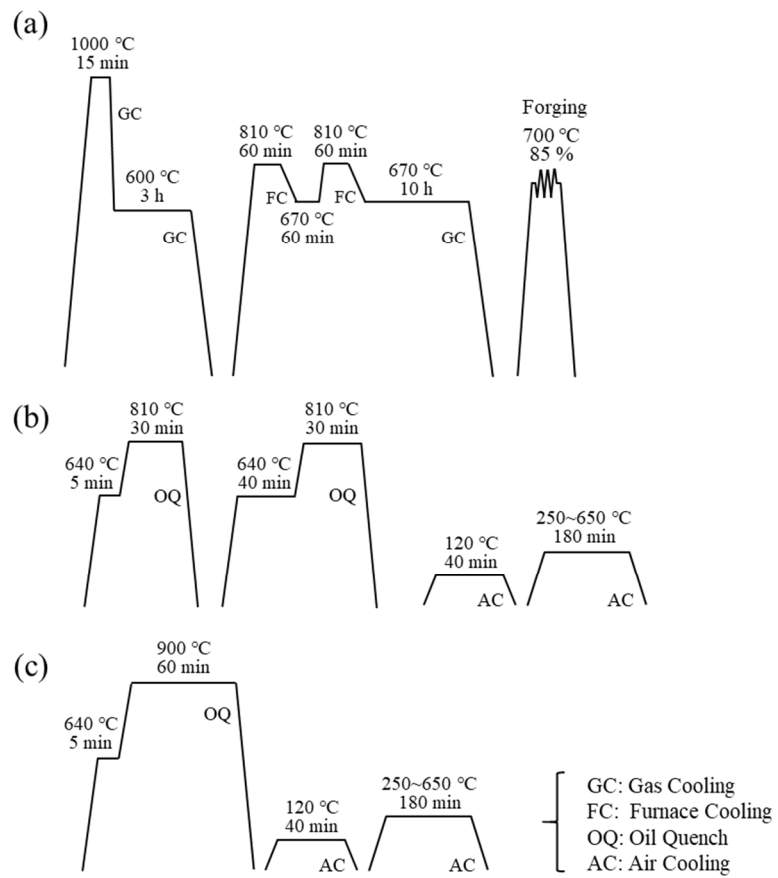 (a)
1000 ℃
15 min
GC
600 ℃
3 h
GC
810 ℃
60 min
FC
670 ℃
60 min
810 ℃
60 min
FC
670 ℃
10 h
GC
Forging
700 ℃
85 %
(b)
640 ℃
5 min
810 ℃
30 min
OQ
640 ℃
40 min
810 ℃
30 min
OQ
120 ℃
40 min
AC
250~650 ℃
180 min
AC
(c)
640 ℃
5 min
900 ℃
60 min
OQ
120 ℃
40 min
AC
250~650 ℃
180 min
AC
GC: Gas Cooling
FC: Furnace Cooling
OQ: Oil Quench
AC: Air Cooling